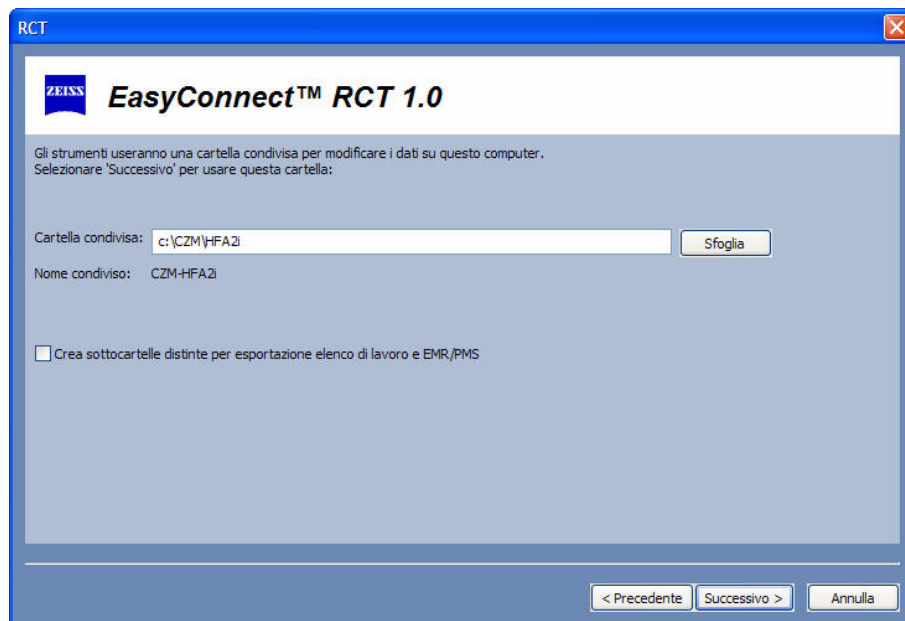 RCT
ZEISS
EasyConnect™ RCT 1.0
Gli strumenti useranno una cartella condivisa per modificare i dati su questo computer.
Selezionare 'Successivo' per usare questa cartella:
Cartella condivisa: c:\CZM\HFA2i Sfoglia
Nome condiviso: CZM-HFA2i
Crea sottocartelle distinte per esportazione elenco di lavoro e EMR/PMS
< Precedente Successivo > Annulla